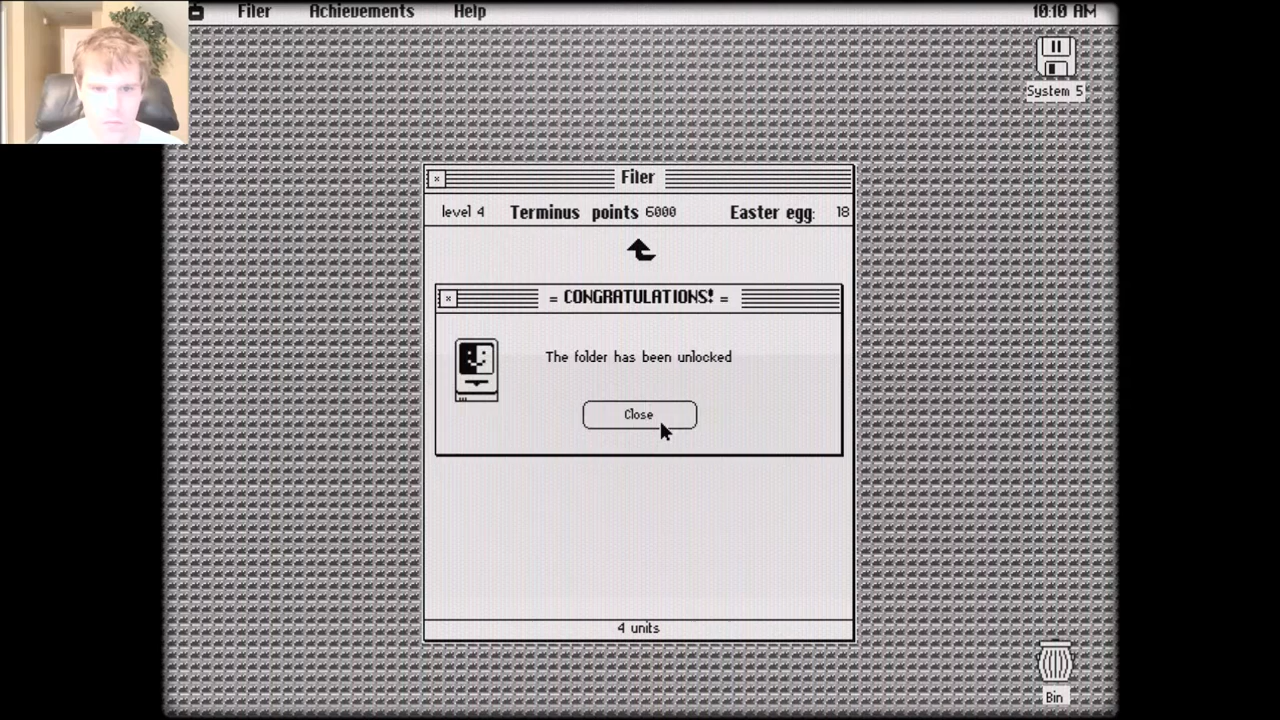 Filer Achievements Help 10:10 AM
System 5
Filer
level 4 Terminus points 6000 Easter egg: 18
= CONGRATULATIONS! =
The folder has been unlocked
Close
4 units
Bin